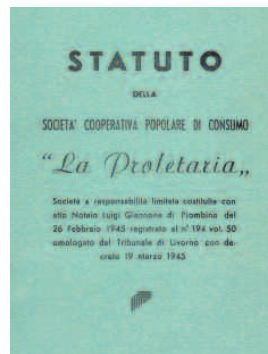 STATUTO
DELLA
SOCIETA' COOPERATIVA POPOLARE DI CONSUMO
"La Proletaria„
Società a responsabilità limitata costituita con
atto Notaio Luigi Giannone di Piombino del
26 Febbraio 1945 registrato al n° 194 vol. 50
omologato dal Tribunale di Livorno con de-
creto 19 Marzo 1945